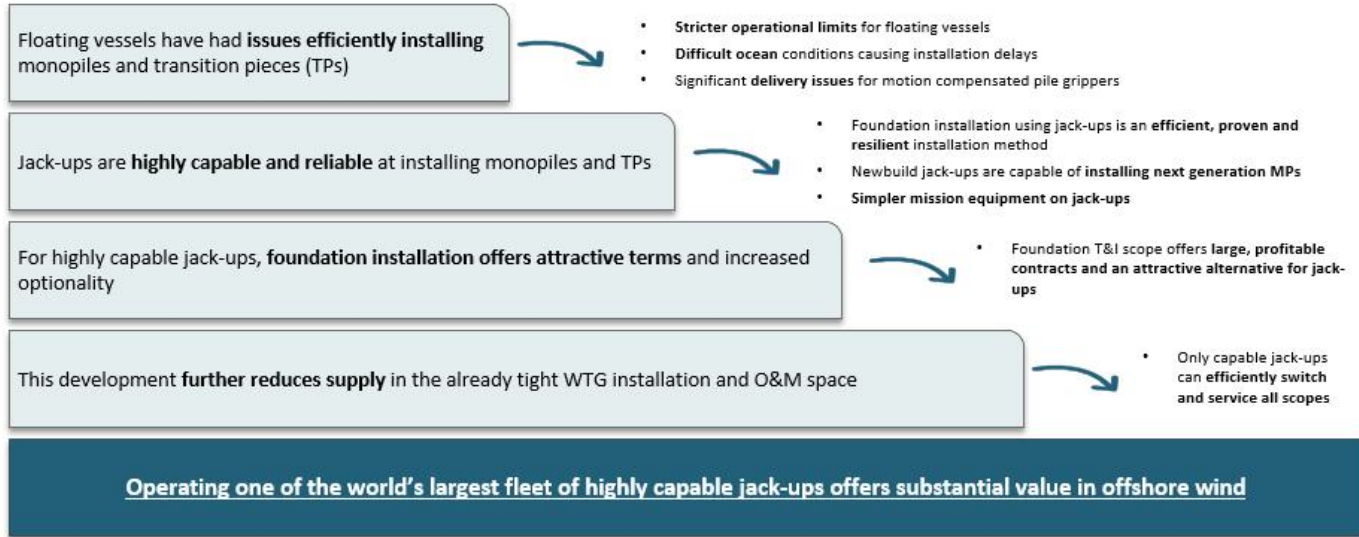 Floating vessels have had issues efficiently installing
monopiles and transition pieces (TPs)
• Stricter operational limits for floating vessels
• Difficult ocean conditions causing installation delays
• Significant delivery issues for motion compensated pile grippers
Jack-ups are highly capable and reliable at installing monopiles and TPs
• Foundation installation using jack-ups is an efficient, proven and
resilient installation method
• Newbuild jack-ups are capable of installing next generation MPs
• Simpler mission equipment on jack-ups
For highly capable jack-ups, foundation installation offers attractive terms and increased
optionality
• Foundation T&I scope offers large, profitable
contracts and an attractive alternative for jack-
ups
This development further reduces supply in the already tight WTG installation and O&M space
• Only capable jack-ups
can efficiently switch
and service all scopes
Operating one of the world's largest fleet of highly capable jack-ups offers substantial value in offshore wind